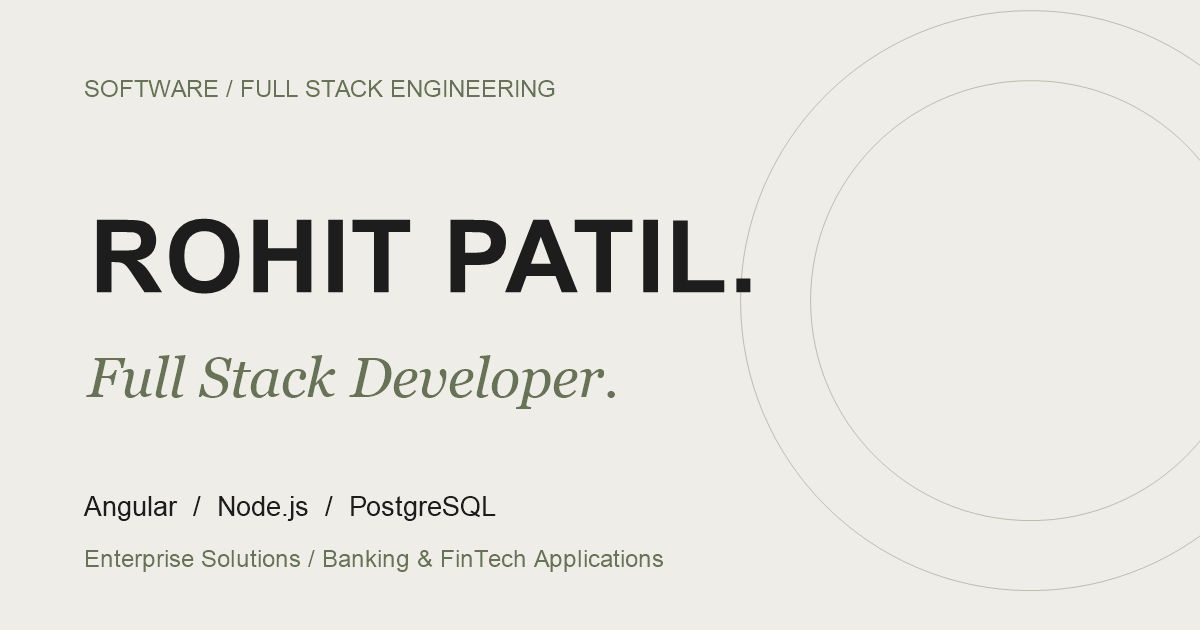 SOFTWARE / FULL STACK ENGINEERING
ROHIT PATIL.
Full Stack Developer.
Angular / Node.js / PostgreSQL
Enterprise Solutions / Banking & FinTech Applications